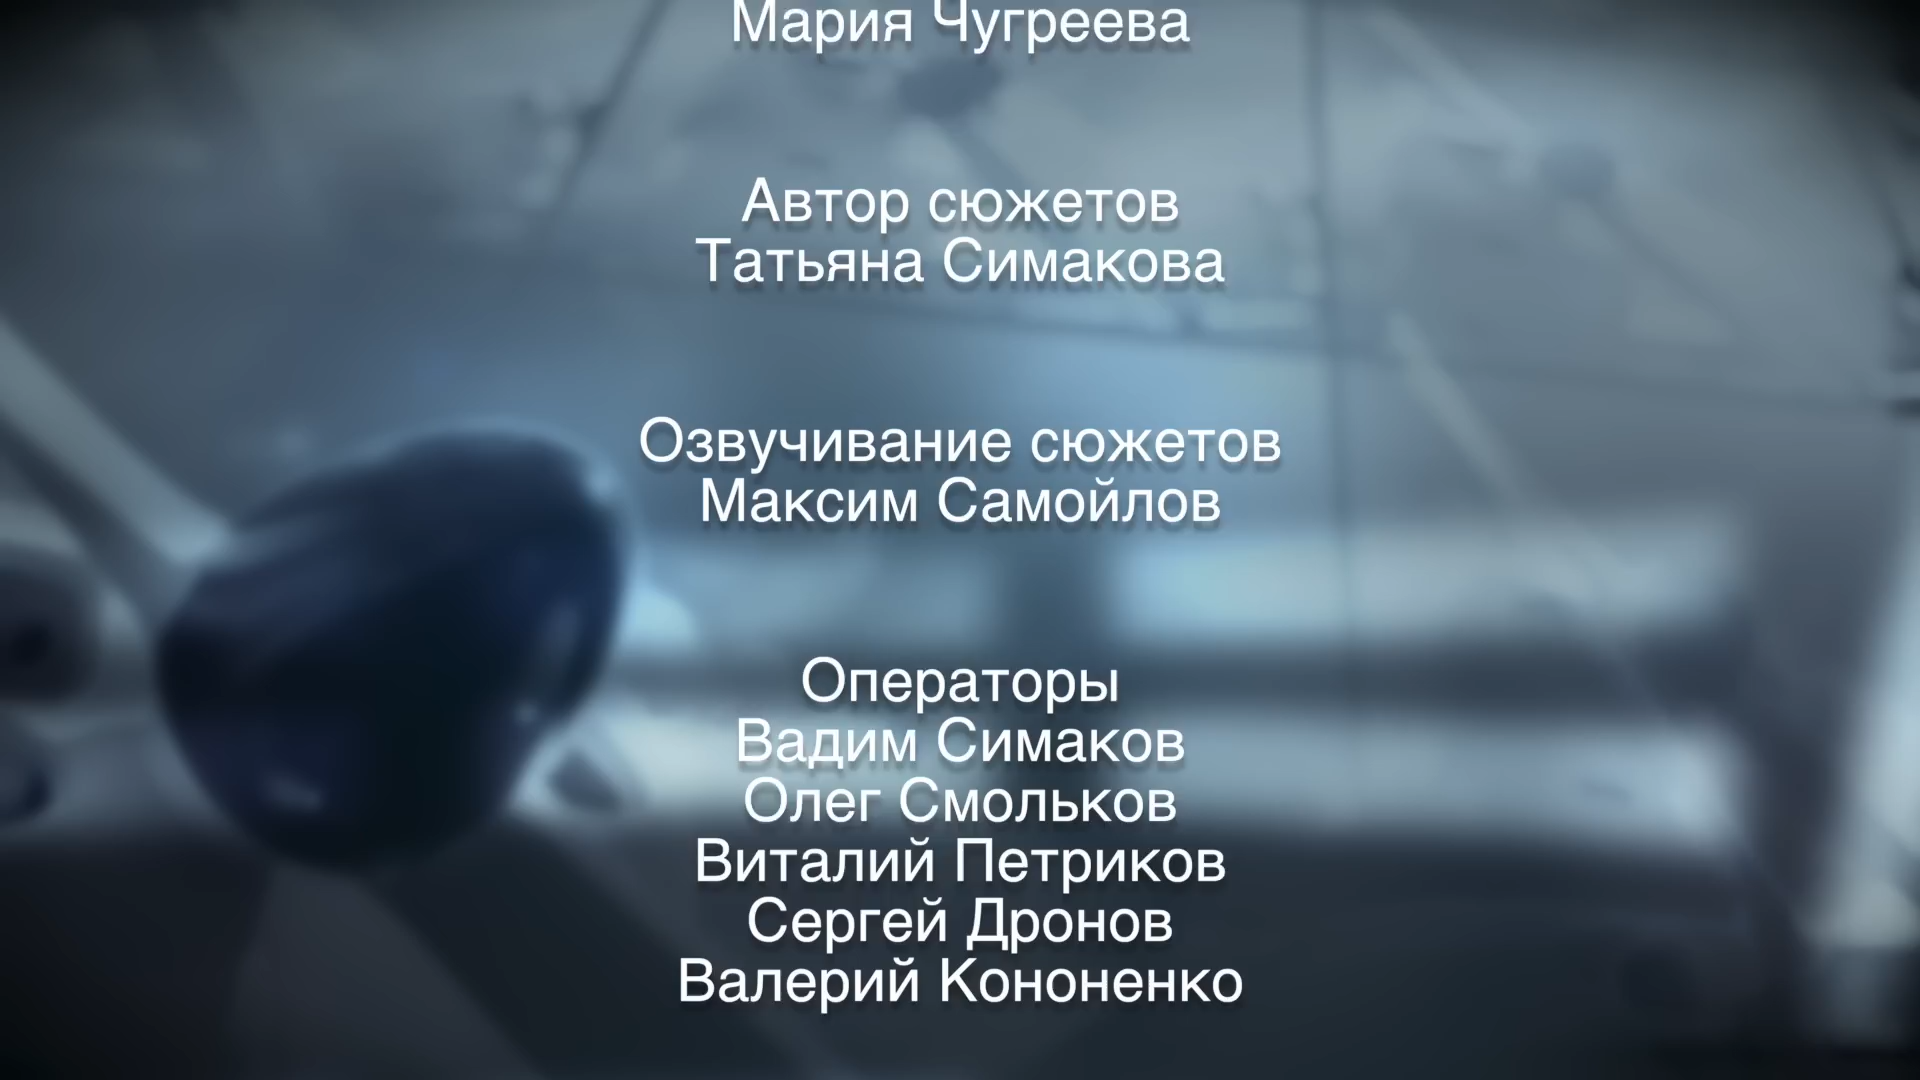 Мария Чугреева
Автор сюжетов
Татьяна Симакова
Озвучивание сюжетов
Максим Самойлов
Операторы
Вадим Симаков
Олег Смольков
Виталий Петриков
Сергей Дронов
Валерий Кононенко